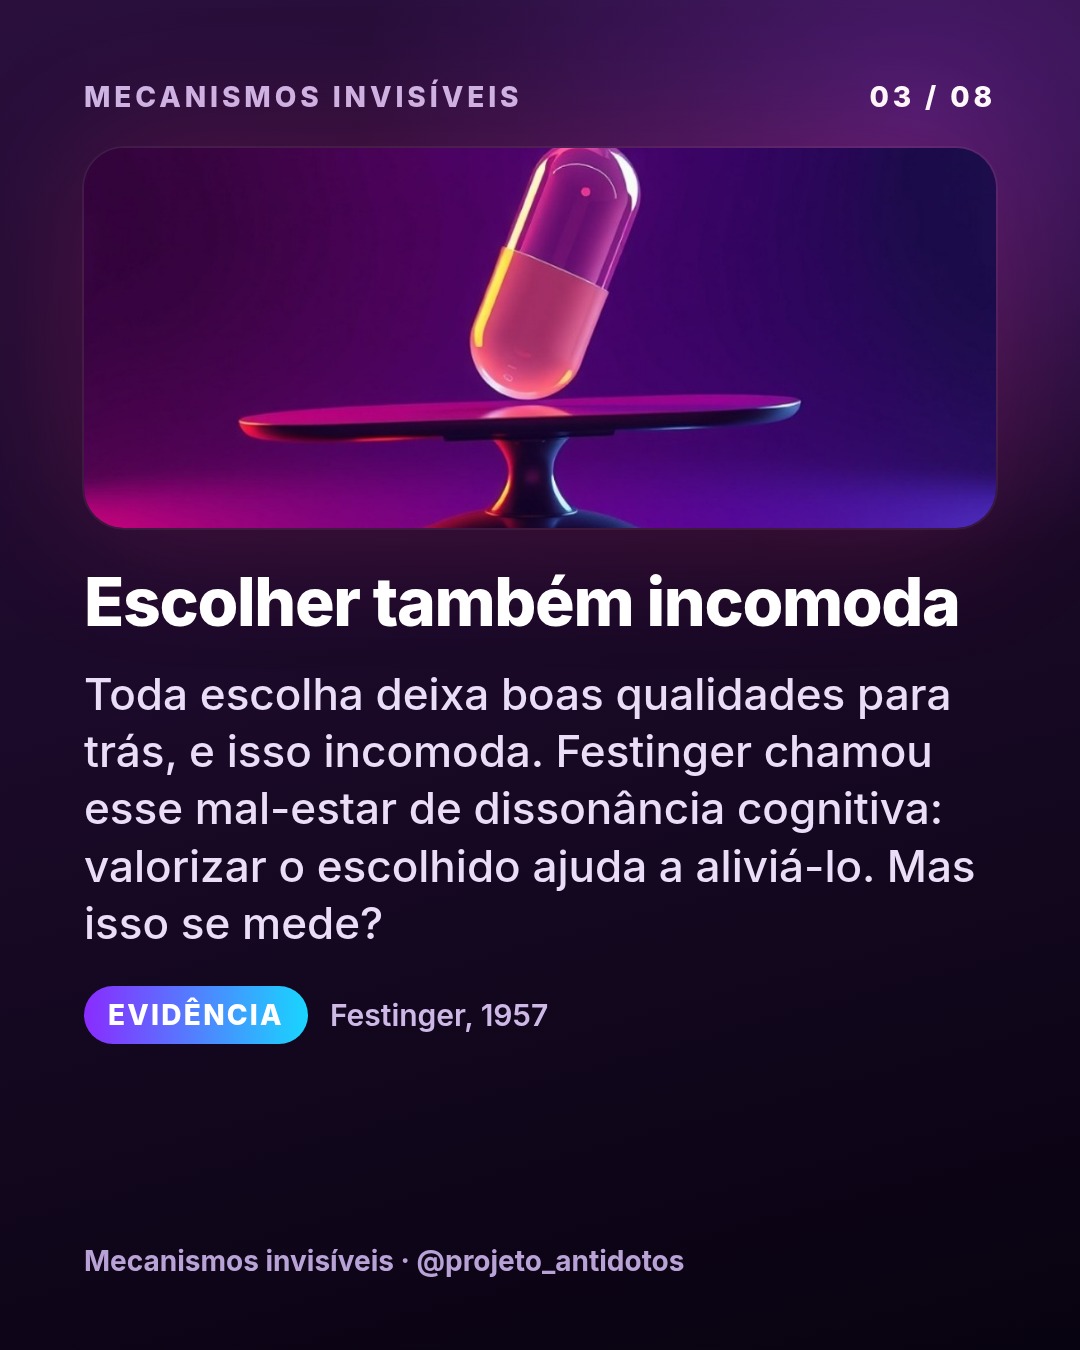 MECANISMOS INVISÍVEIS
03 / 08
Escolher também incomoda
Toda escolha deixa boas qualidades para
trás, e isso incomoda. Festinger chamou
esse mal-estar de dissonância cognitiva:
valorizar o escolhido ajuda a aliviá-lo. Mas
isso se mede?
EVIDÊNCIA
Festinger, 1957
Mecanismos invisíveis · @projeto_antidotos